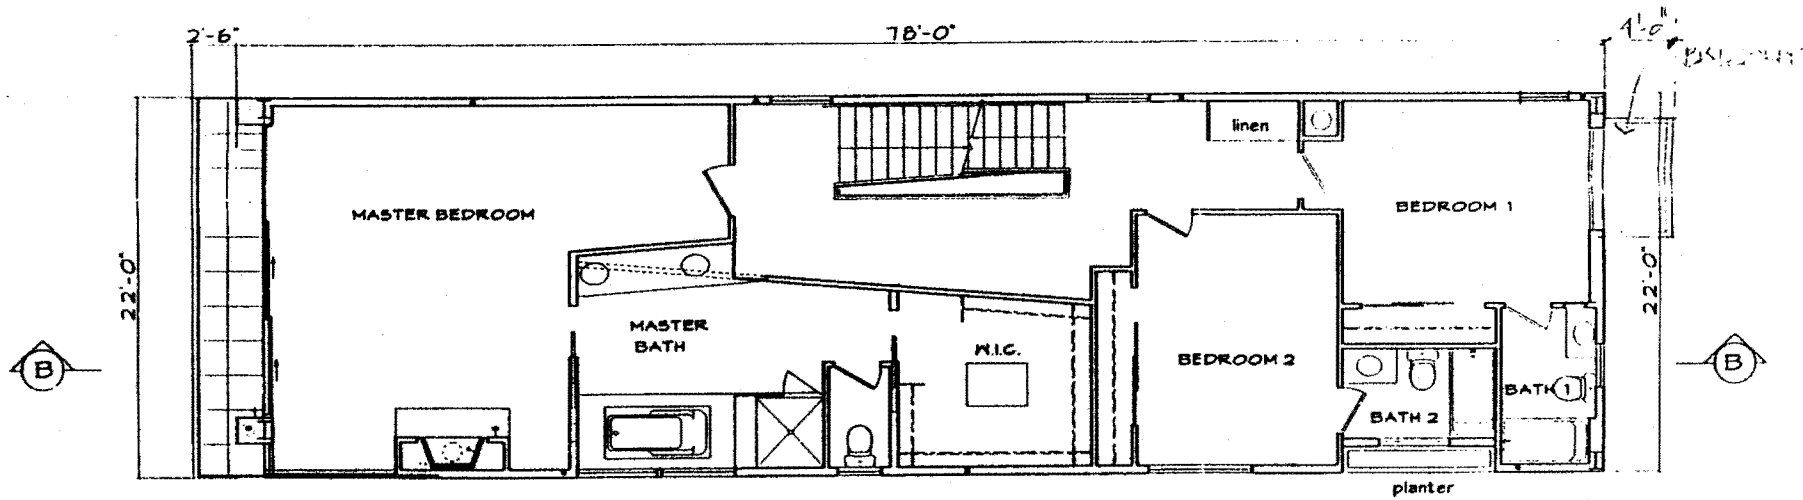 2'-6"
78'-0"
4'-0"
linen
MASTER BEDROOM
BEDROOM 1
22'-0"
22'-0"
MASTER
BATH
W.I.C.
BEDROOM 2
B
B
BATH 1
BATH 2
planter